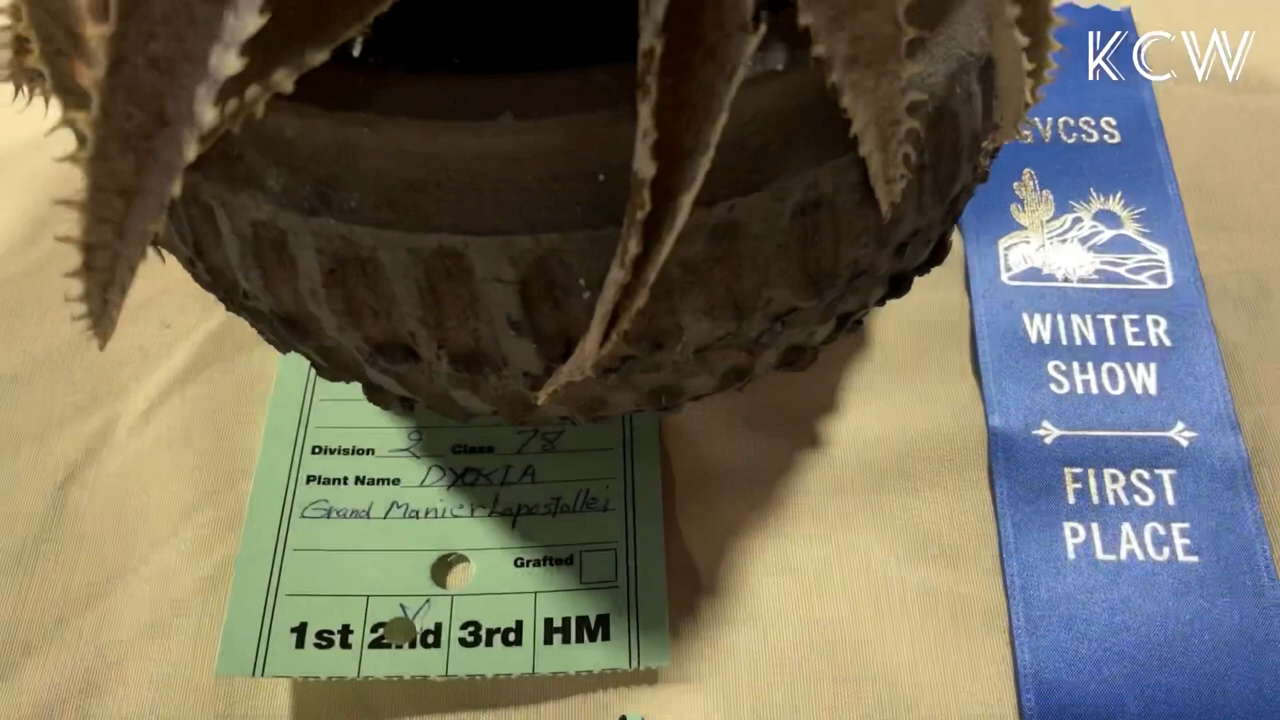 KCW
GVCSS
WINTER
SHOW
FIRST
PLACE
Division 2 Class 78
Plant Name DYCKIA
Grand Manier Lapostollei
Grafted
1st 2nd 3rd HM